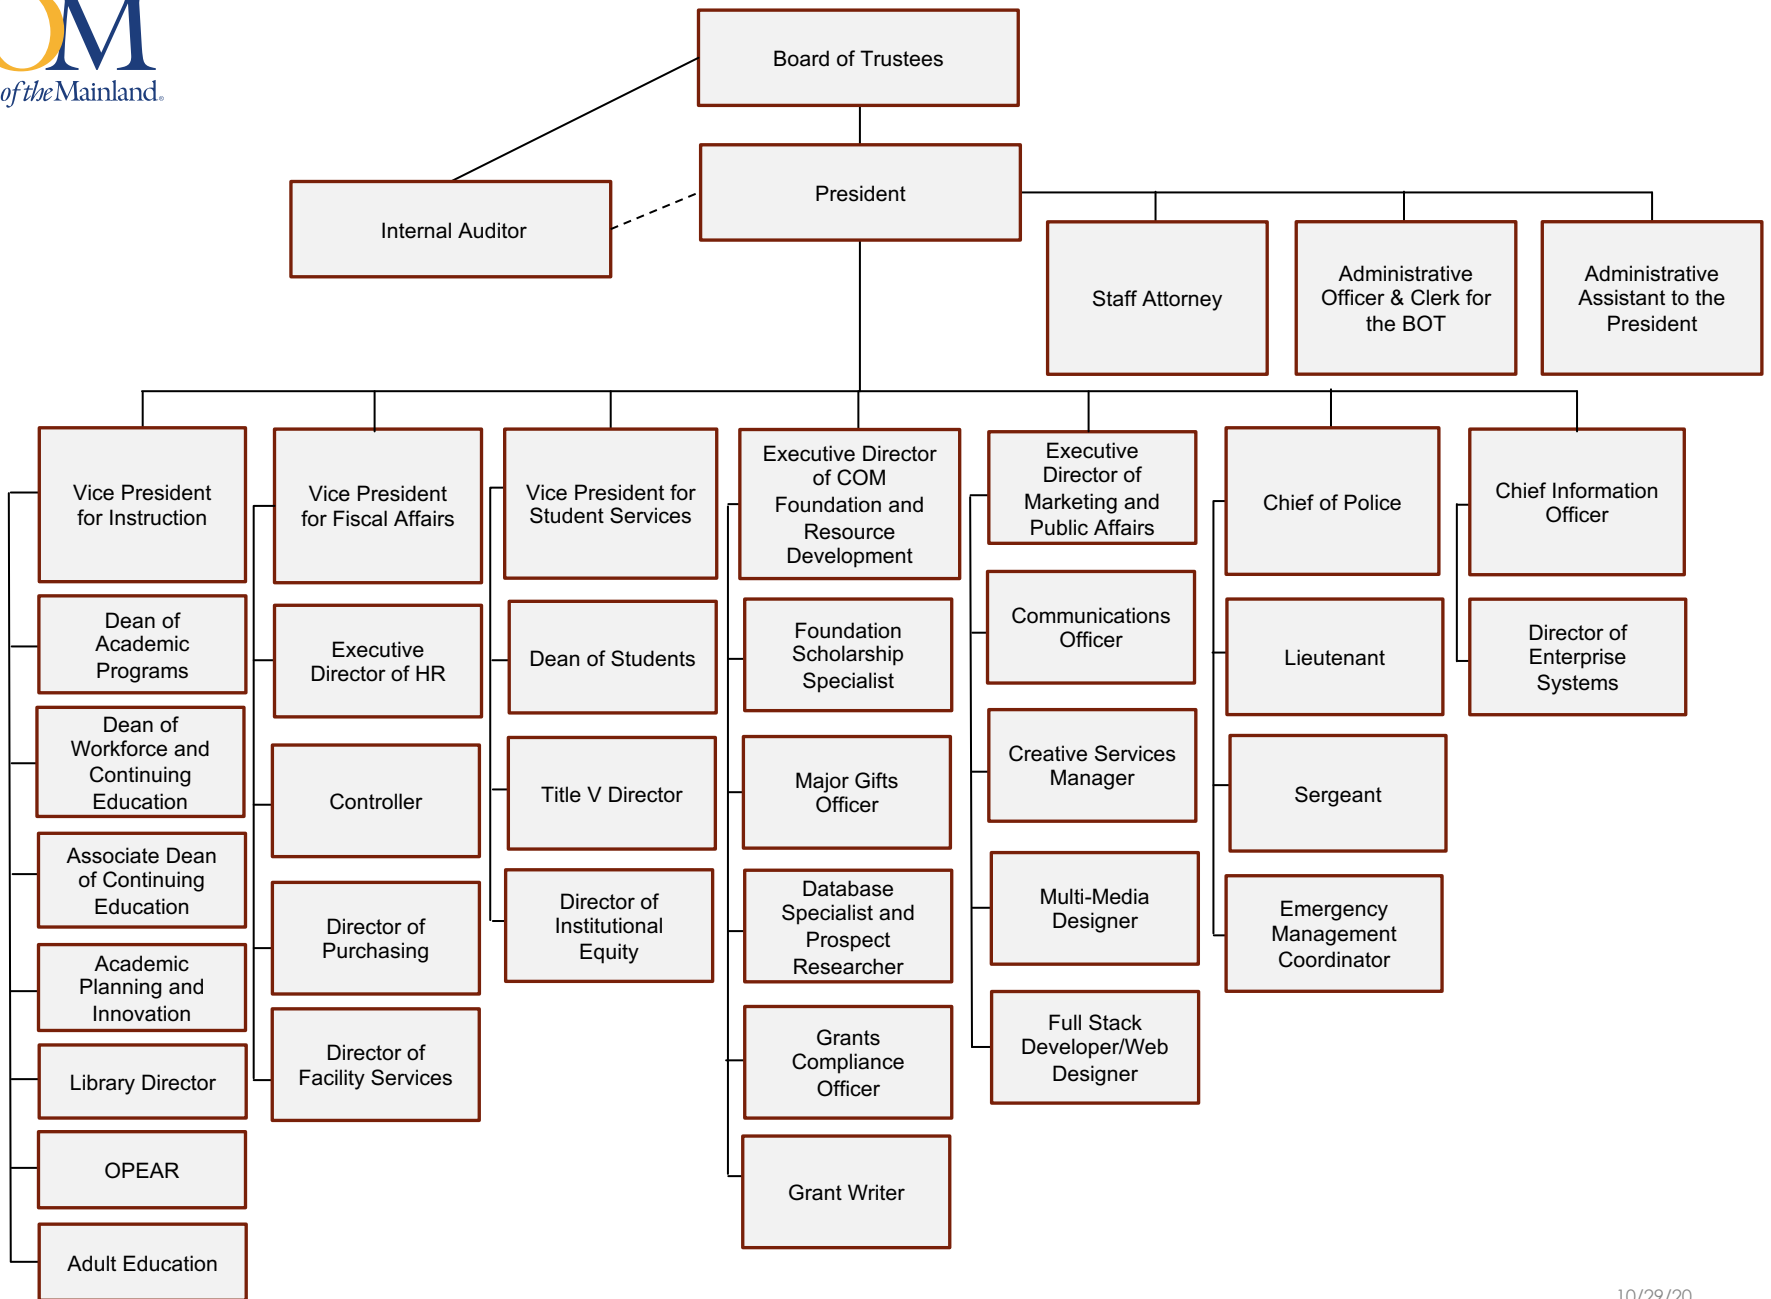 OM
of the Mainland®
Board of Trustees
President
Internal Auditor
Staff Attorney
Administrative
Officer & Clerk for
the BOT
Administrative
Assistant to the
President
Vice President
for Instruction
Vice President
for Fiscal Affairs
Vice President for
Student Services
Executive Director
of COM
Foundation and
Resource
Development
Executive
Director of
Marketing and
Public Affairs
Chief of Police
Chief Information
Officer
Dean of
Academic
Programs
Dean of
Workforce and
Continuing
Education
Associate Dean
of Continuing
Education
Academic
Planning and
Innovation
Library Director
OPEAR
Adult Education
Executive
Director of HR
Controller
Director of
Purchasing
Director of
Facility Services
Dean of Students
Title V Director
Director of
Institutional
Equity
Foundation
Scholarship
Specialist
Major Gifts
Officer
Database
Specialist and
Prospect
Researcher
Grants
Compliance
Officer
Grant Writer
Communications
Officer
Creative Services
Manager
Multi-Media
Designer
Full Stack
Developer/Web
Designer
Lieutenant
Sergeant
Emergency
Management
Coordinator
Director of
Enterprise
Systems
10/29/20